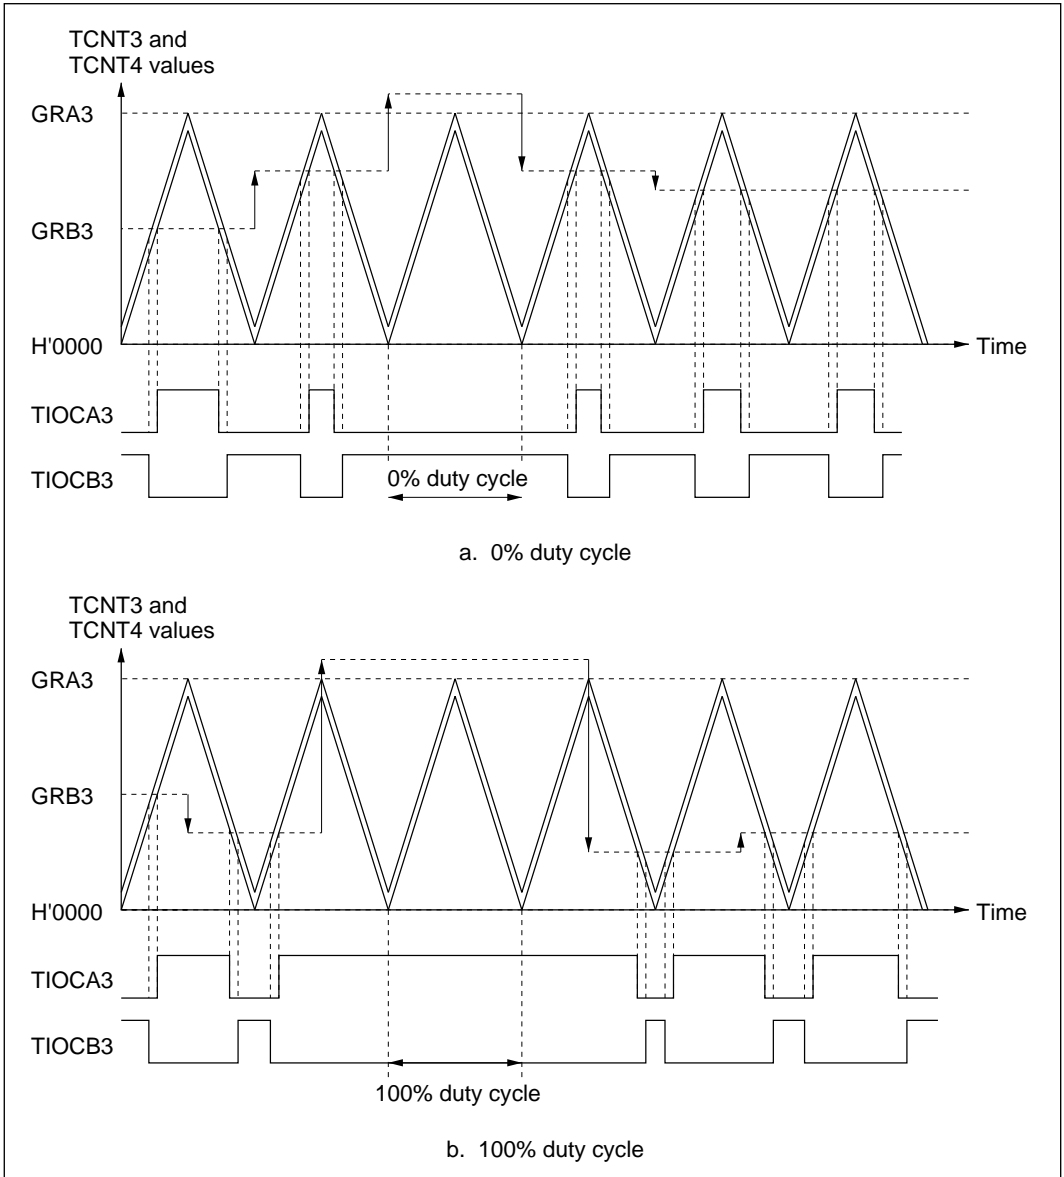 TCNT3 and
TCNT4 values
GRA3
GRB3
H'0000
Time
TIOCA3
TIOCB3
0% duty cycle
a. 0% duty cycle
TCNT3 and
TCNT4 values
GRA3
GRB3
H'0000
Time
TIOCA3
TIOCB3
100% duty cycle
b. 100% duty cycle